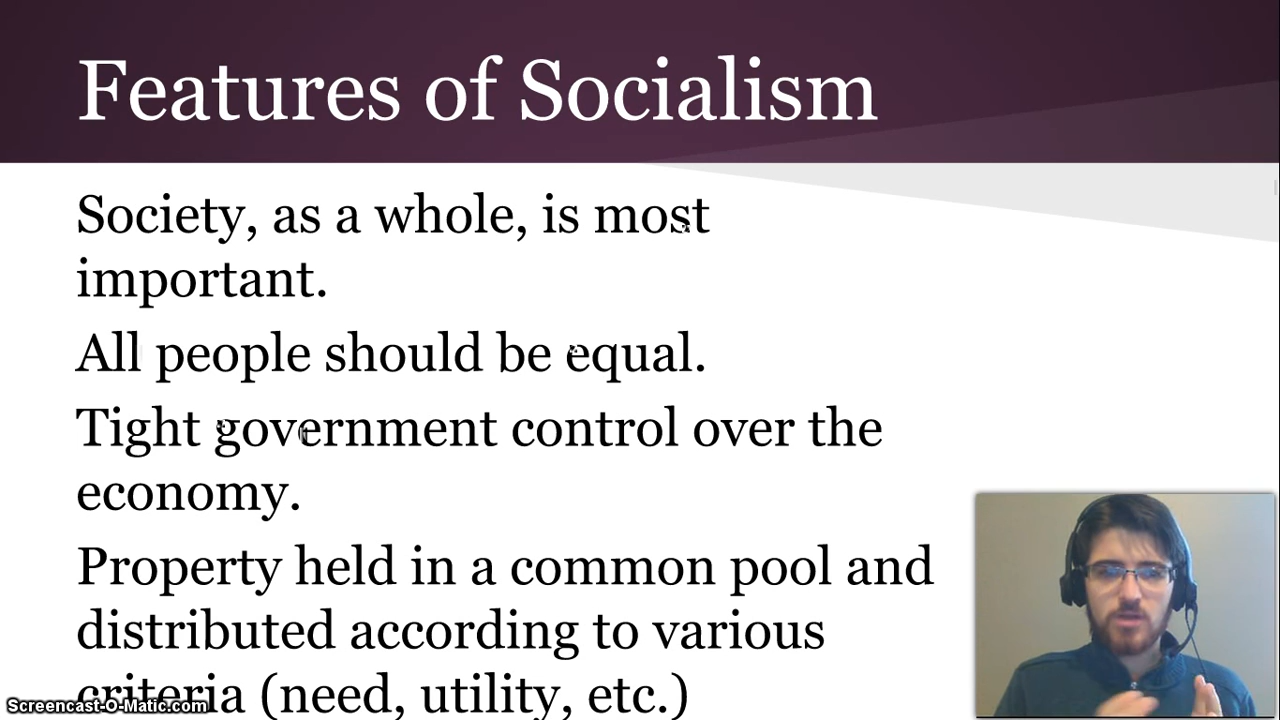 Features of Socialism
Society, as a whole, is most
important.
All people should be equal.
Tight government control over the
economy.
Property held in a common pool and
distributed according to various
criteria (need, utility, etc.)
Screencast-O-Matic.com